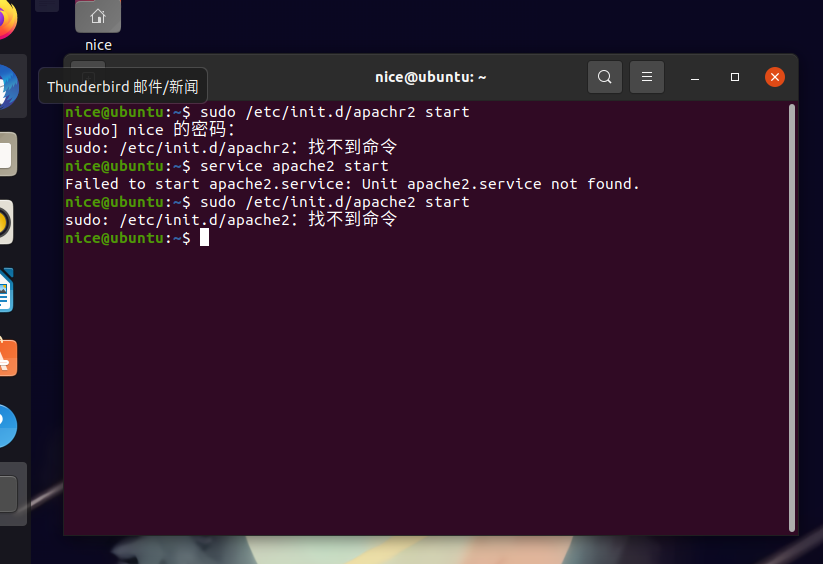 nice
nice@ubuntu: ~
Thunderbird 邮件/新闻
nice@ubuntu:~$ sudo /etc/init.d/apachr2 start
[sudo] nice 的密码：
sudo: /etc/init.d/apachr2：找不到命令
nice@ubuntu:~$ service apache2 start
Failed to start apache2.service: Unit apache2.service not found.
nice@ubuntu:~$ sudo /etc/init.d/apache2 start
sudo: /etc/init.d/apache2：找不到命令
nice@ubuntu:~$